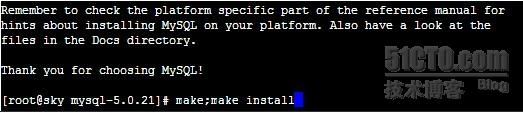 Remember to check the platform specific part of the reference manual for
hints about installing MySQL on your platform. Also have a look at the
files in the Docs directory.
Thank you for choosing MySQL!
[root@sky mysql-5.0.21]# make;make install
51CTO.com
技术博客 Blog